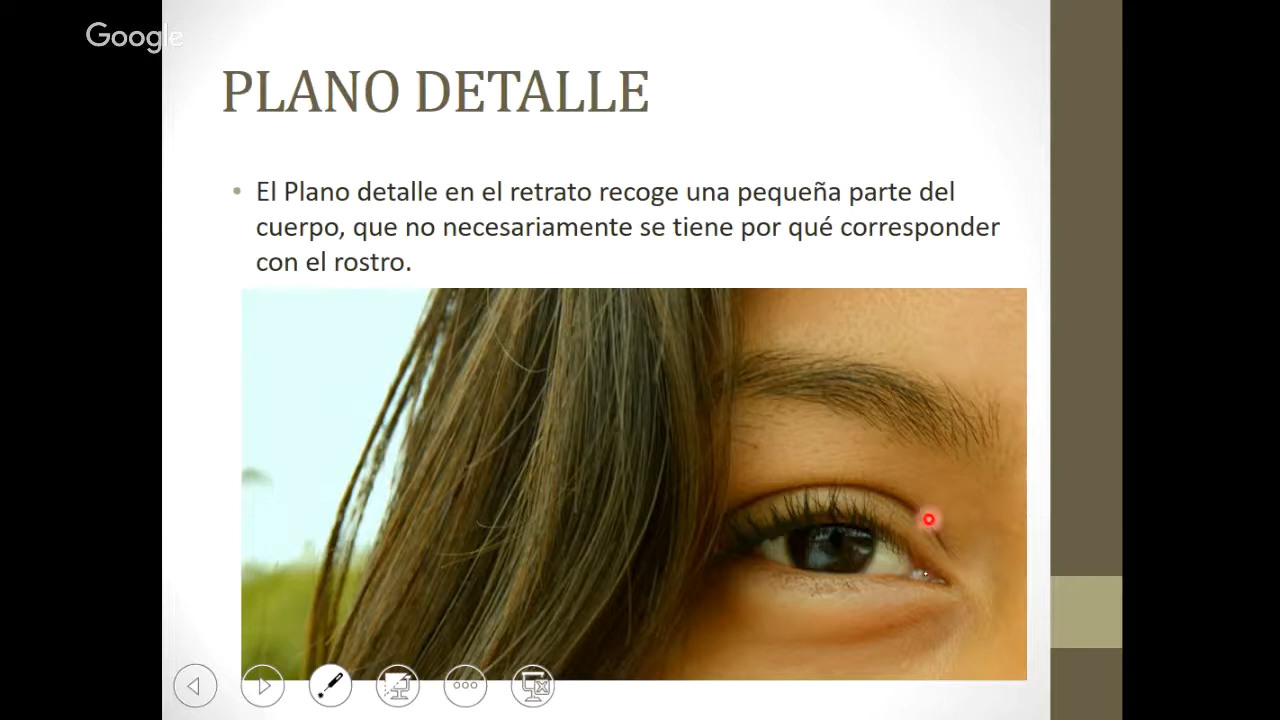 Google
PLANO DETALLE
• El Plano detalle en el retrato recoge una pequeña parte del
cuerpo, que no necesariamente se tiene por qué corresponder
con el rostro.